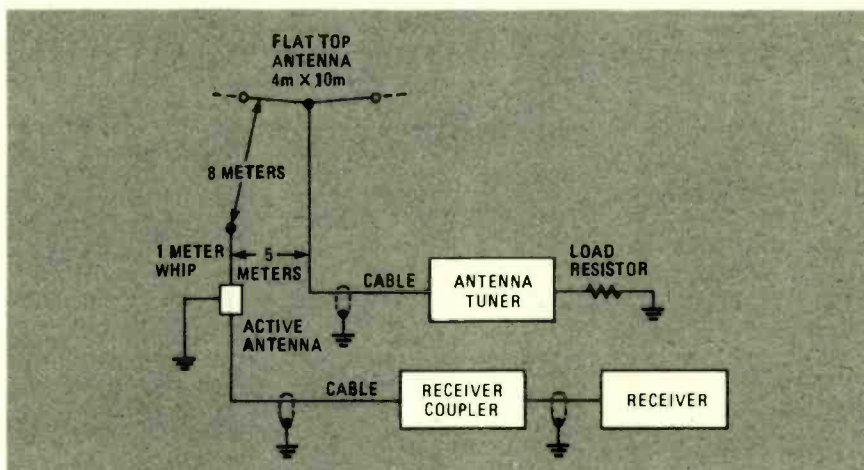 FLAT TOP
ANTENNA
4m X 10m
8 METERS
1 METER
WHIP
5
METERS
CABLE
ANTENNA
TUNER
LOAD
RESISTOR
ACTIVE
ANTENNA
CABLE
RECEIVER
COUPLER
RECEIVER